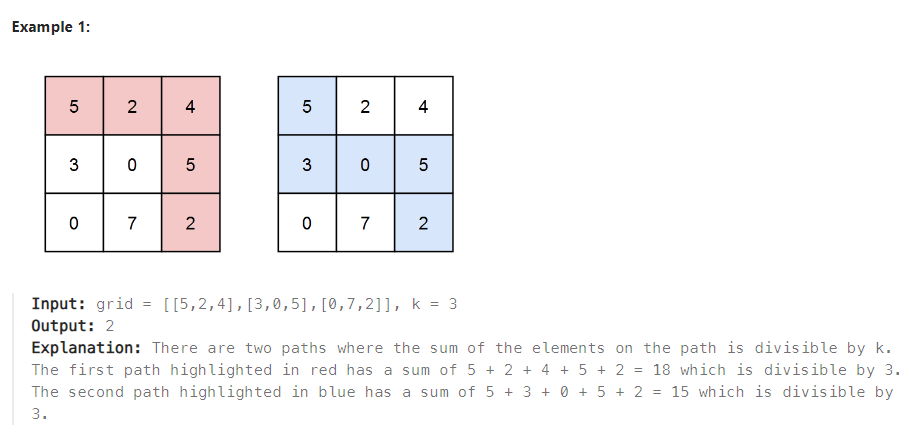 Example 1:
5 2 4 5 2 4
3 0 5 3 0 5
0 7 2 0 7 2
Input: grid = [[5,2,4],[3,0,5],[0,7,2]], k = 3
Output: 2
Explanation: There are two paths where the sum of the elements on the path is divisible by k.
The first path highlighted in red has a sum of 5 + 2 + 4 + 5 + 2 = 18 which is divisible by 3.
The second path highlighted in blue has a sum of 5 + 3 + 0 + 5 + 2 = 15 which is divisible by
3.